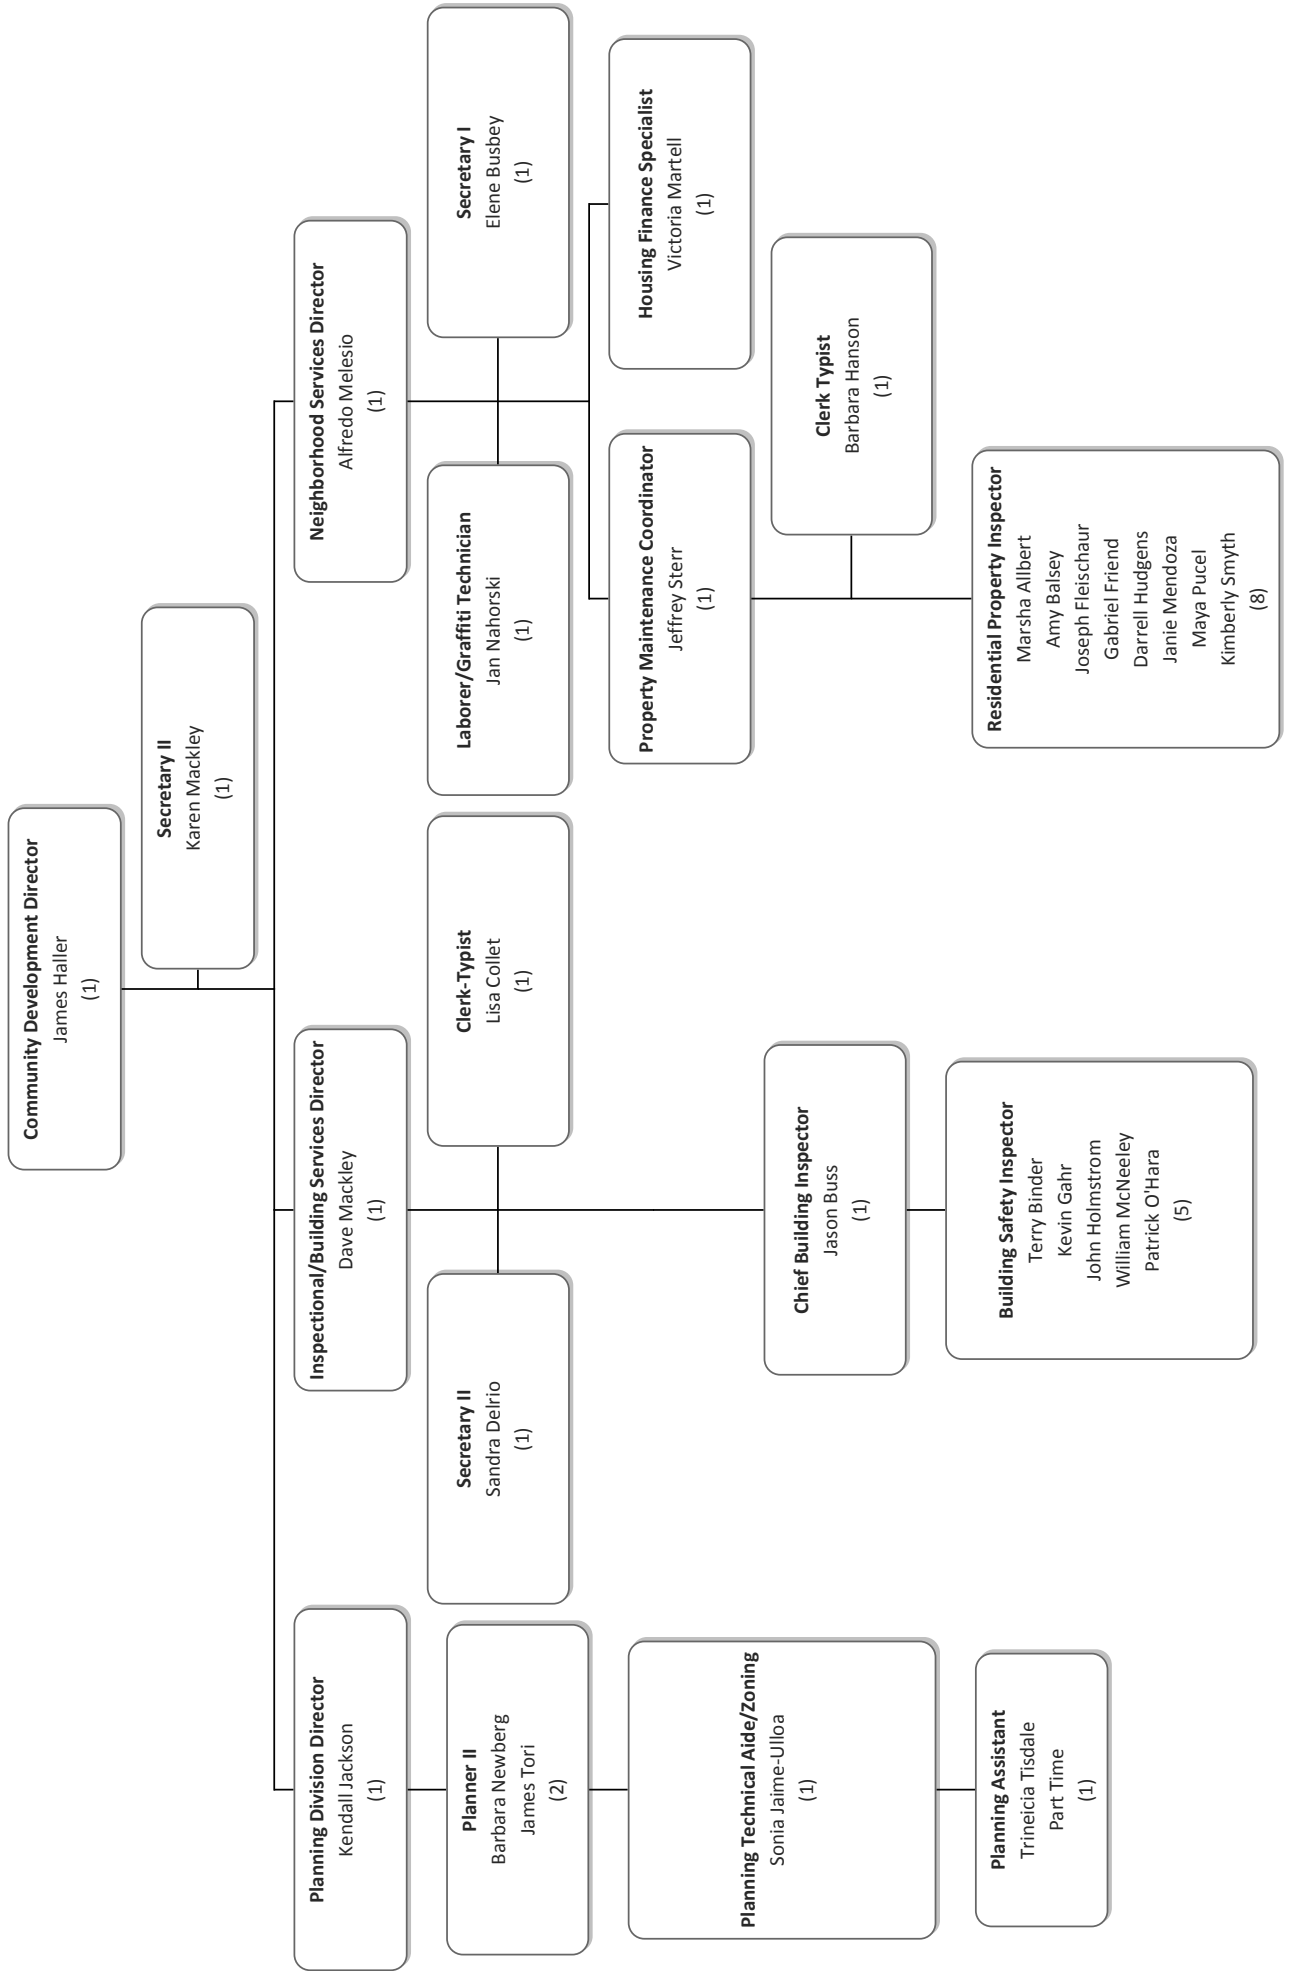 Community Development Director
James Haller
(1)
Secretary II
Karen Mackley
(1)
Planning Division Director
Kendall Jackson
(1)
Inspectional/Building Services Director
Dave Mackley
(1)
Neighborhood Services Director
Alfredo Melesio
(1)
Planner II
Barbara Newberg
James Tori
(2)
Secretary II
Sandra Delrio
(1)
Clerk-Typist
Lisa Collet
(1)
Laborer/Graffiti Technician
Jan Nahorski
(1)
Secretary I
Elene Busbey
(1)
Planning Technical Aide/Zoning
Sonia Jaime-Ulloa
(1)
Property Maintenance Coordinator
Jeffrey Sterr
(1)
Housing Finance Specialist
Victoria Martell
(1)
Chief Building Inspector
Jason Buss
(1)
Clerk Typist
Barbara Hanson
(1)
Planning Assistant
Trineicia Tisdale
Part Time
(1)
Building Safety Inspector
Terry Binder
Kevin Gahr
John Holmstrom
William McNeeley
Patrick O'Hara
(5)
Residential Property Inspector
Marsha Allbert
Amy Balsey
Joseph Fleischaur
Gabriel Friend
Darrell Hudgens
Janie Mendoza
Maya Pucel
Kimberly Smyth
(8)